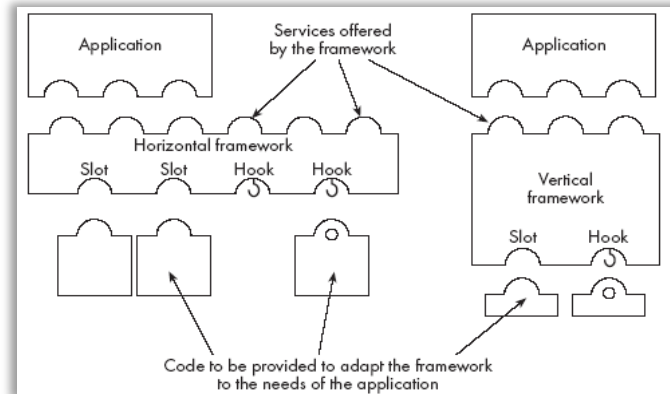 Application
Services offered
by the framework
Application
Horizontal framework
Slot
Slot
Hook
Hook
Vertical
framework
Slot
Hook
Code to be provided to adapt the framework
to the needs of the application